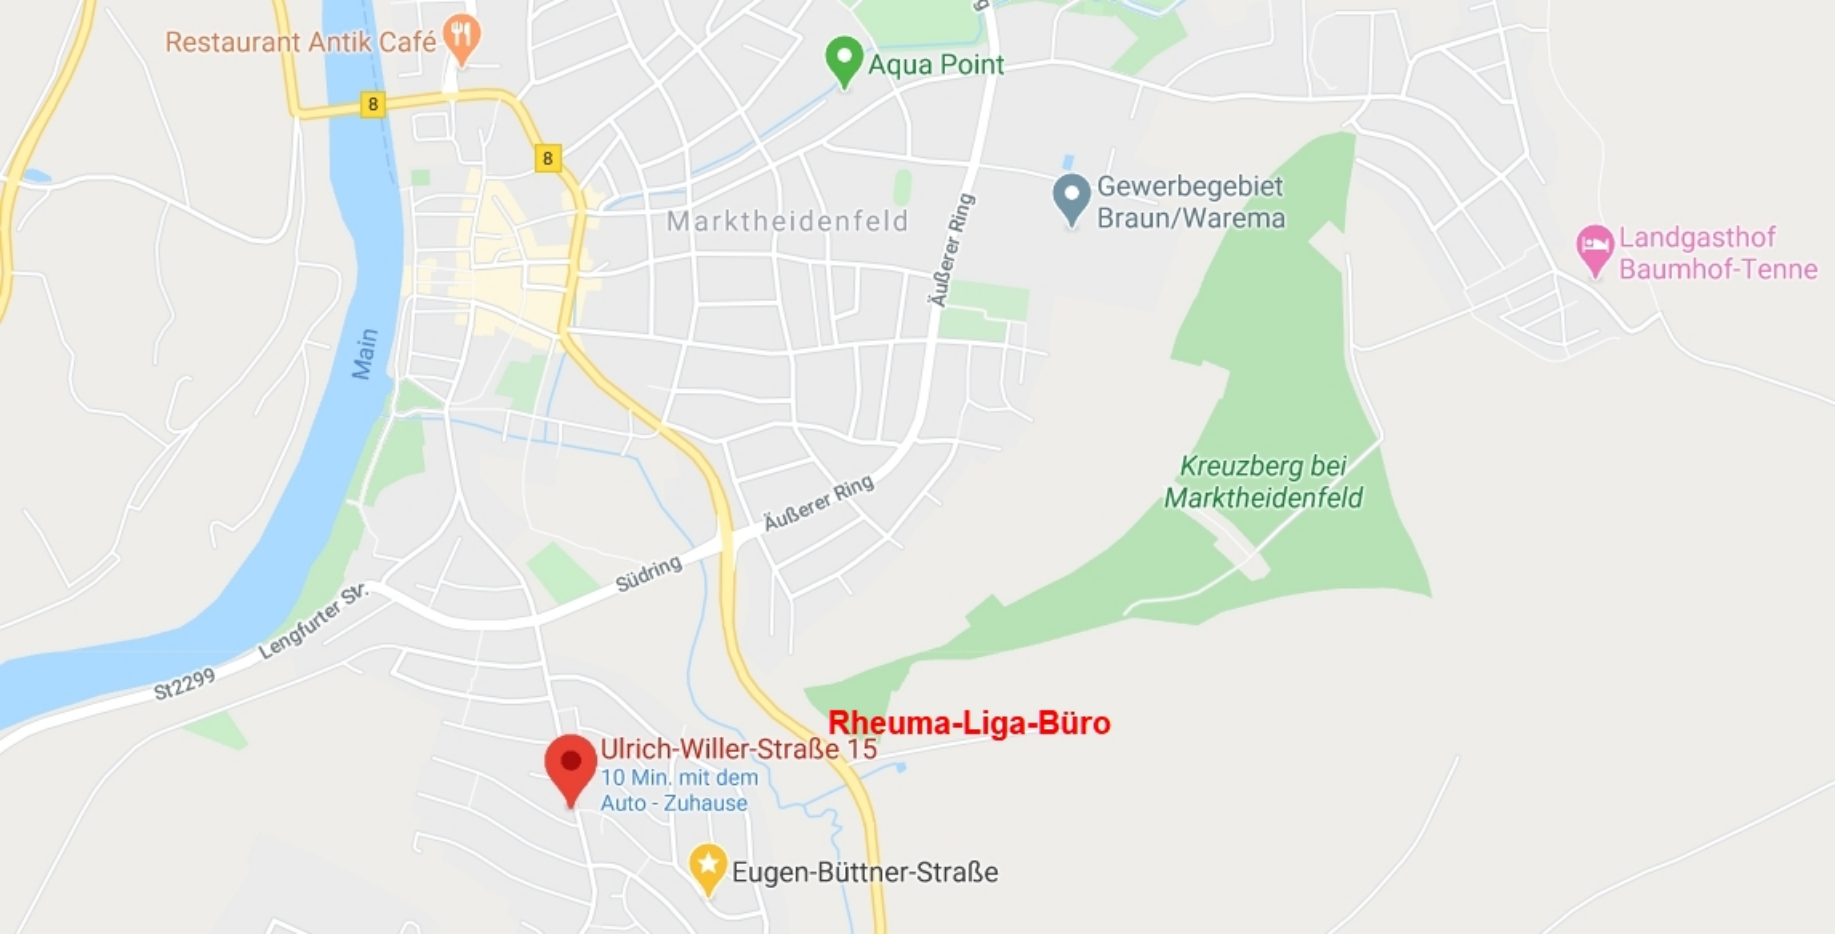 Restaurant Antik Café
Aqua Point
8
8
Gewerbegebiet
Braun/Warema
Marktheidenfeld
Äußerer Ring
Landgasthof
Baumhof-Tenne
Main
Kreuzberg bei
Marktheidenfeld
Äußerer Ring
Südring
Lengfurter Str.
St2299
Rheuma-Liga-Büro
Ulrich-Willer-Straße 15
10 Min. mit dem
Auto - Zuhause
Eugen-Büttner-Straße